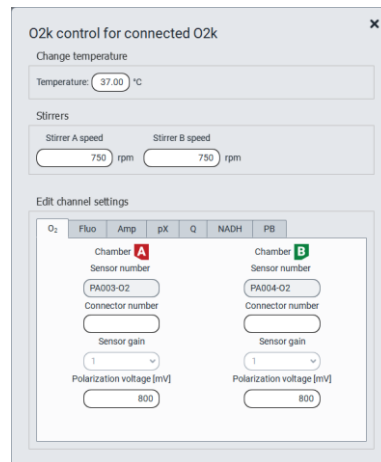 O2k control for connected O2k
×
Change temperature
Temperature: 37.00 °C
Stirrers
Stirrer A speed Stirrer B speed
750 rpm 750 rpm
Edit channel settings
O₂ Fluo Amp pX Q NADH PB
Chamber A Chamber B
Sensor number Sensor number
PA003-O2 PA004-O2
Connector number Connector number
Sensor gain Sensor gain
1 1
Polarization voltage [mV] Polarization voltage [mV]
800 800